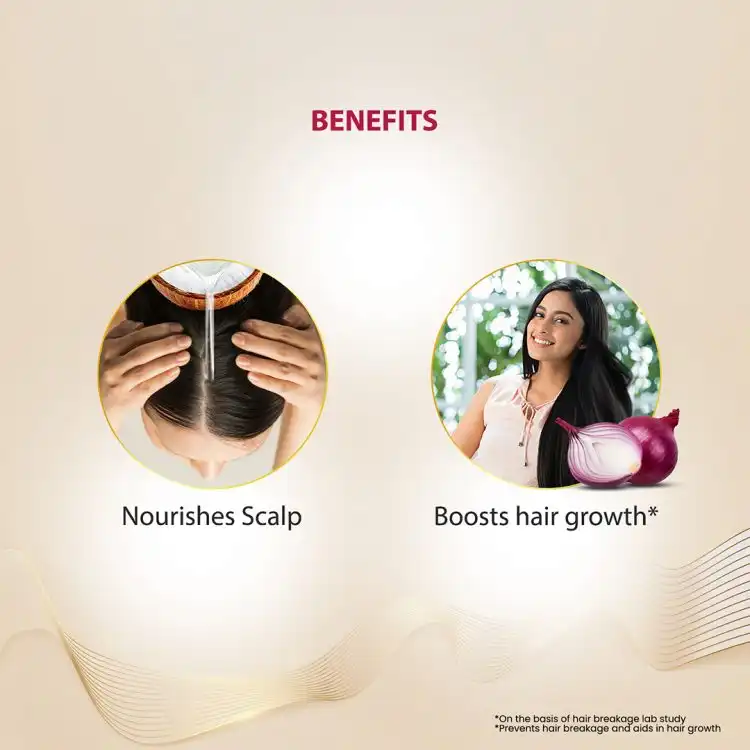 BENEFITS
Nourishes Scalp
Boosts hair growth*
*On the basis of hair breakage lab study
*Prevents hair breakage and aids in hair growth